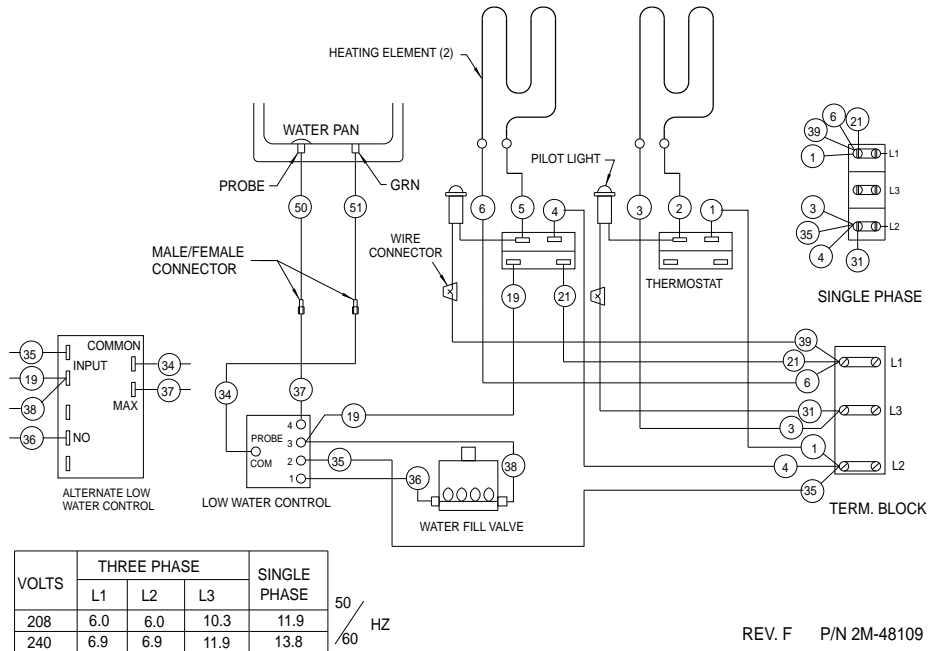 HEATING ELEMENT (2)
WATER PAN
PROBE
GRN
PILOT LIGHT
6
21
39
1
L1
L3
3
35
L2
4
31
SINGLE PHASE
50
51
6
5
4
3
2
1
MALE/FEMALE
CONNECTOR
WIRE
CONNECTOR
THERMOSTAT
19
21
39
21
L1
6
31
L3
3
1
4
L2
35
TERM. BLOCK
35
COMMON
INPUT
34
19
37
38
MAX
36
NO
ALTERNATE LOW
WATER CONTROL
34
37
19
4
PROBE
3
COM
2
1
35
36
38
LOW WATER CONTROL
WATER FILL VALVE
VOLTS
THREE PHASE
SINGLE
PHASE
L1 L2 L3
208 6.0 6.0 10.3 11.9
240 6.9 6.9 11.9 13.8
50/60 HZ
REV. F P/N 2M-48109